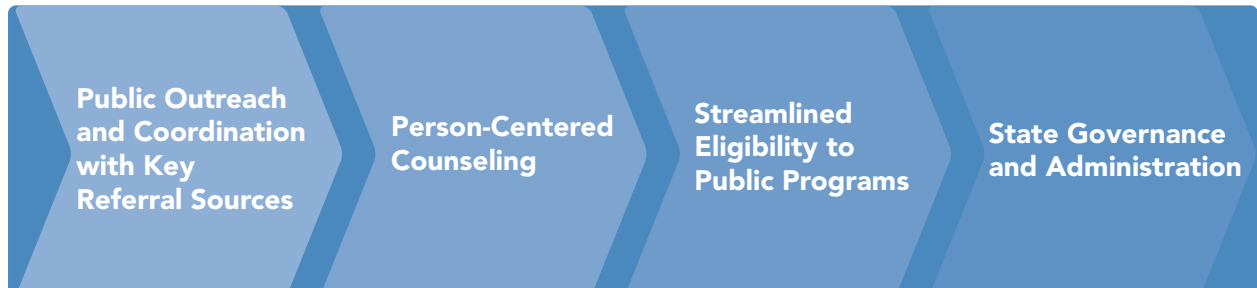 Public Outreach
and Coordination
with Key
Referral Sources
Person-Centered
Counseling
Streamlined
Eligibility to
Public Programs
State Governance
and Administration